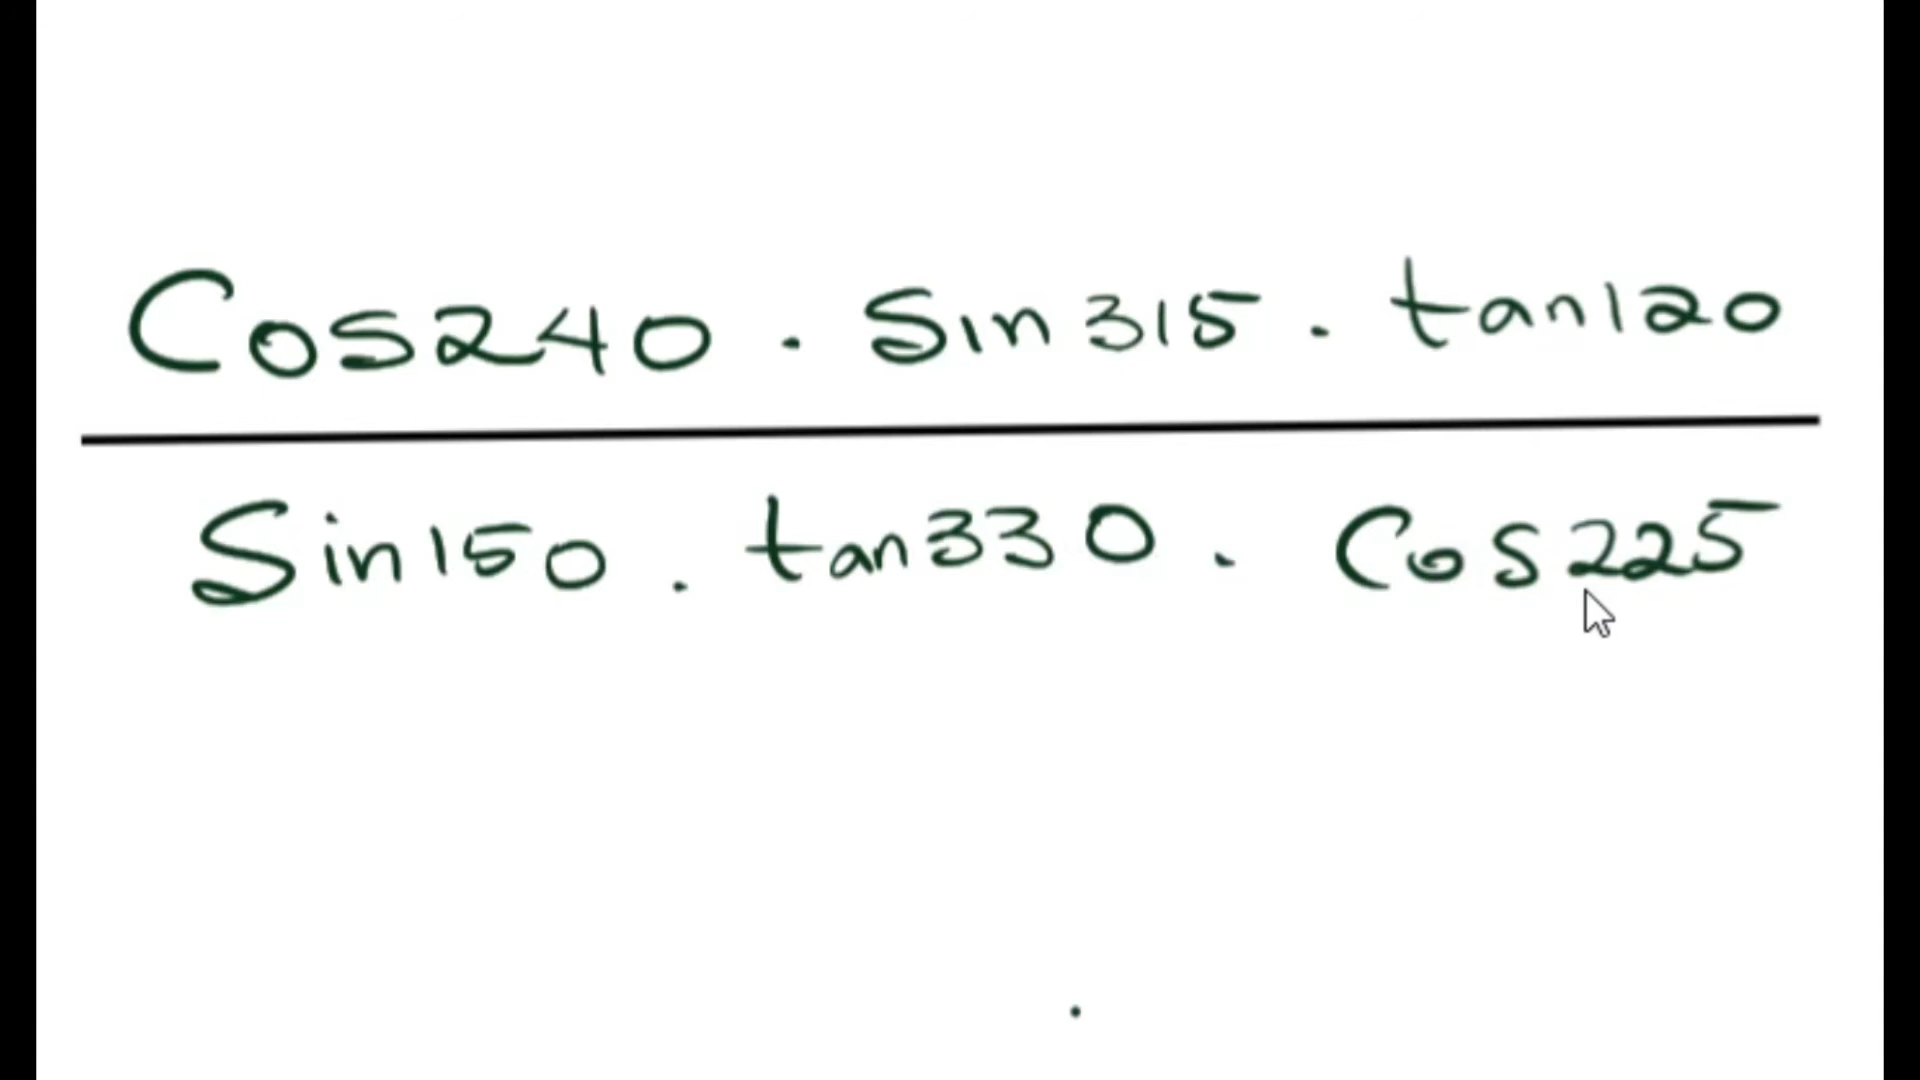 Cos240 . Sin315 . tan120
Sin150 . tan330 . Cos225